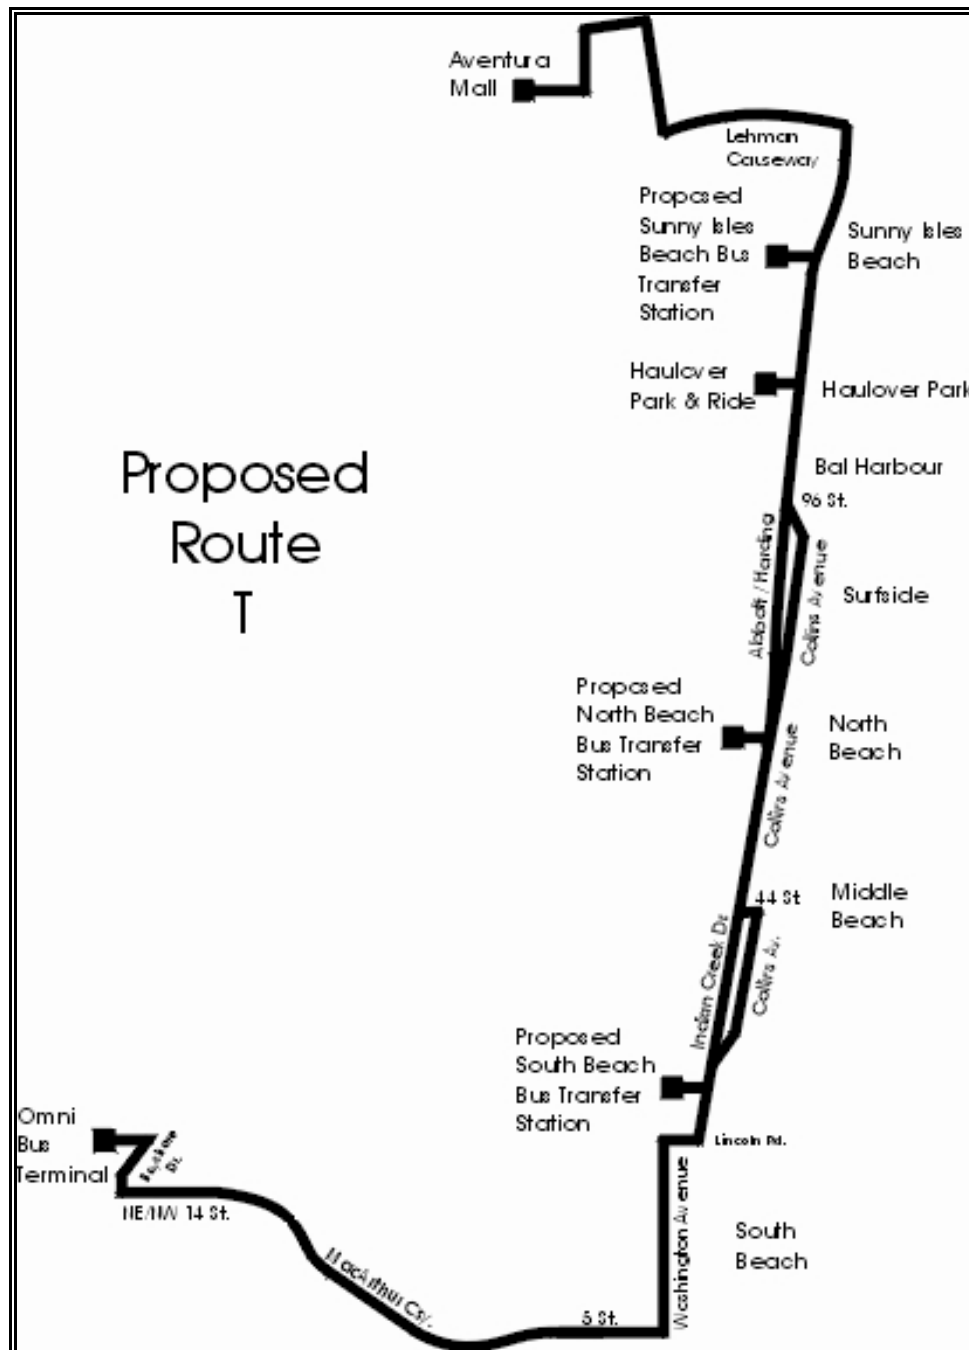 Aventura
Mall
Lehman
Causeway
Proposed
Sunny Isles
Beach Bus
Transfer
Station
Sunny Isles
Beach
Haulover
Park & Ride
Haulover Park
Bal Harbour
96 St.
Proposed
Route
T
Abbott / Harding
Collins Avenue
Surfside
Proposed
North Beach
Bus Transfer
Station
North
Beach
Collins Avenue
44 St
Middle
Beach
Indian Creek Dr.
Collins Av.
Proposed
South Beach
Bus Transfer
Station
Omni
Bus
Terminal
Dr.
Lincoln Rd.
NE/NW 14 St.
Washington Avenue
South
Beach
MacArthur Csy.
5 St.